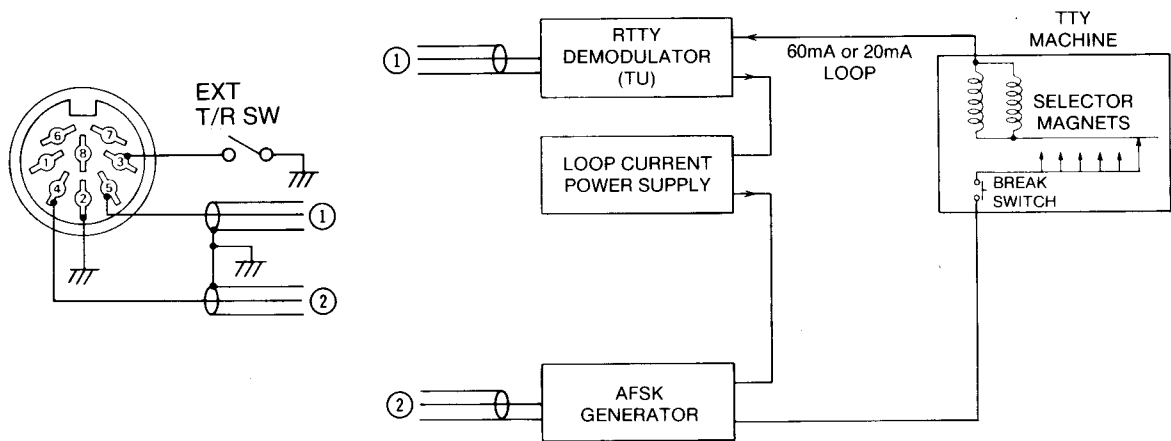 EXT
T/R SW
6
7
8
1
3
4
2
5
①
②
①
RTTY
DEMODULATOR
(TU)
60mA or 20mA
LOOP
LOOP CURRENT
POWER SUPPLY
②
AFSK
GENERATOR
TTY
MACHINE
SELECTOR
MAGNETS
BREAK
SWITCH